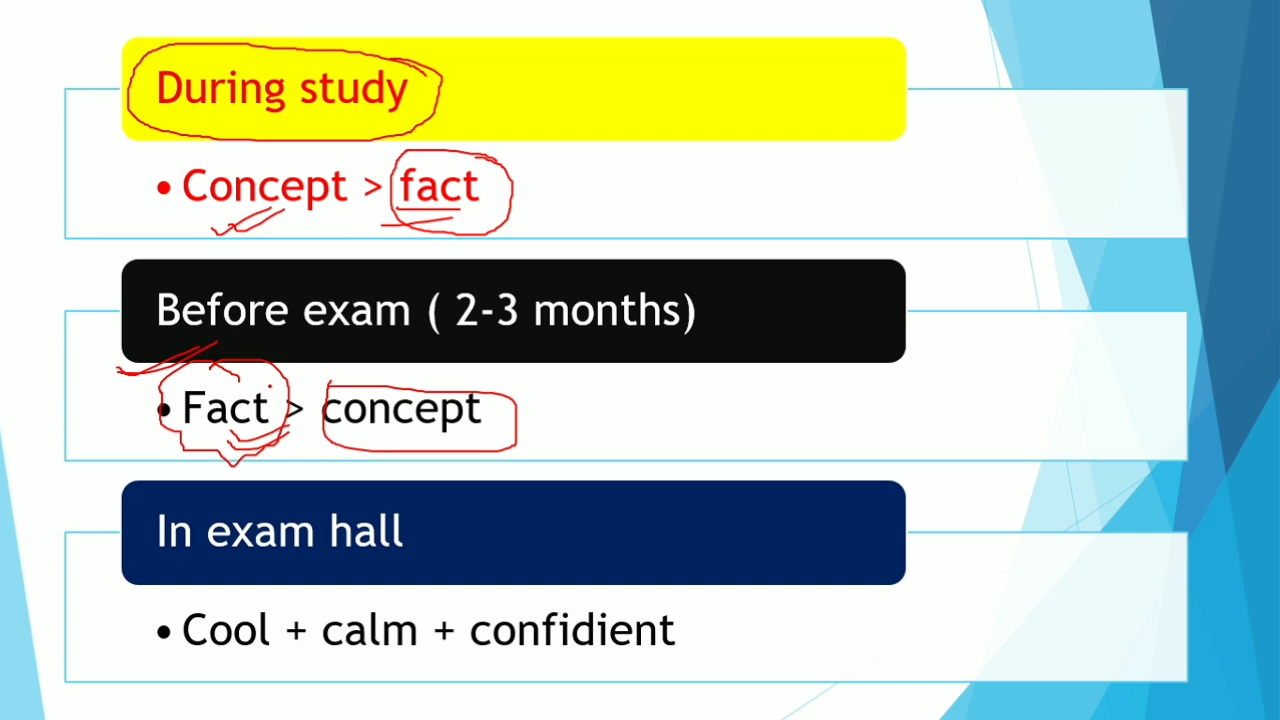 During study
• Concept > fact
Before exam ( 2-3 months)
• Fact > concept
In exam hall
• Cool + calm + confidient